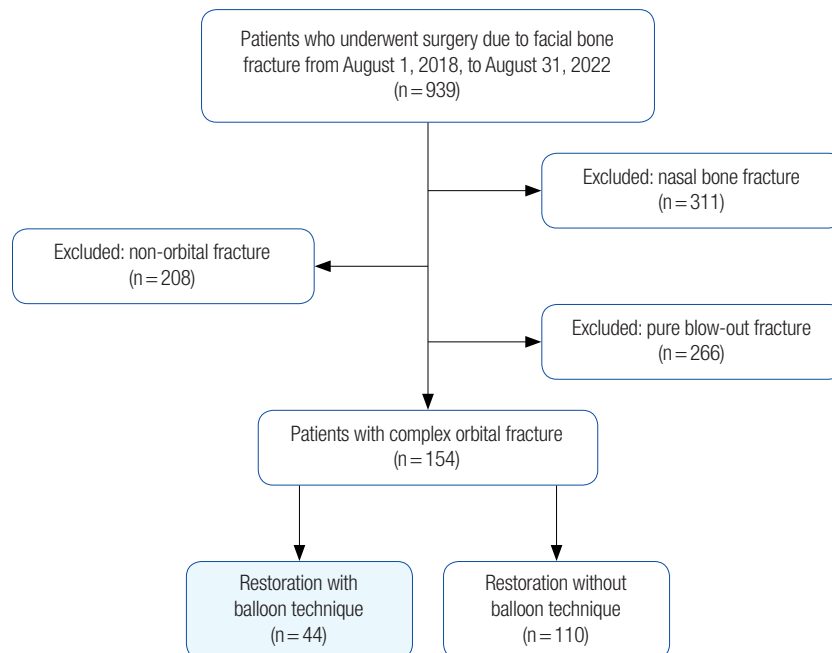 Patients who underwent surgery due to facial bone
fracture from August 1, 2018, to August 31, 2022
(n = 939)
Excluded: nasal bone fracture
(n = 311)
Excluded: non-orbital fracture
(n = 208)
Excluded: pure blow-out fracture
(n = 266)
Patients with complex orbital fracture
(n = 154)
Restoration with
balloon technique
(n = 44)
Restoration without
balloon technique
(n = 110)